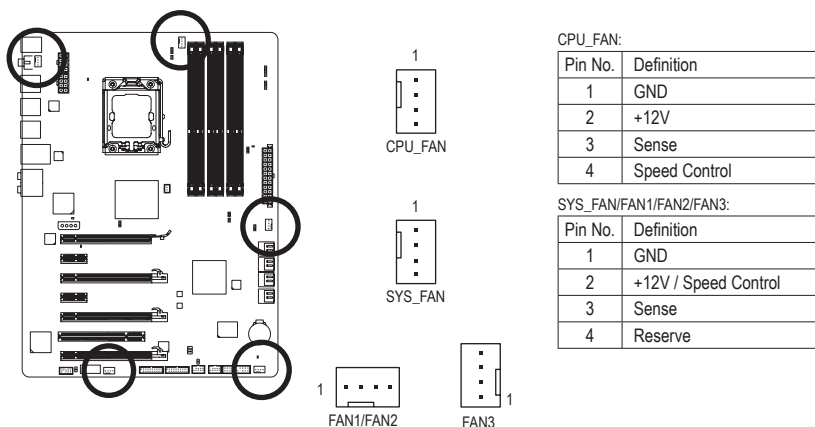 1
CPU_FAN
1
SYS_FAN
1
FAN1/FAN2
1
FAN3
CPU_FAN:
Pin No. Definition
1 GND
2 +12V
3 Sense
4 Speed Control
SYS_FAN/FAN1/FAN2/FAN3:
Pin No. Definition
1 GND
2 +12V / Speed Control
3 Sense
4 Reserve